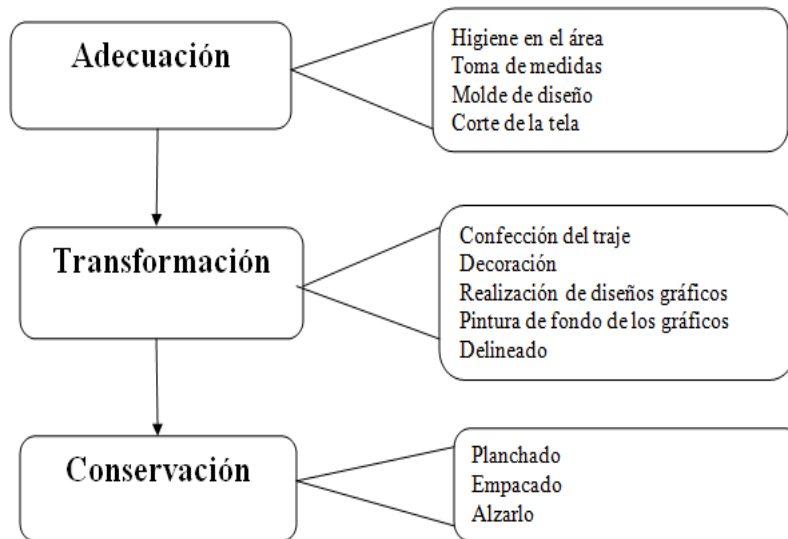 Adecuación
Higiene en el área
Toma de medidas
Molde de diseño
Corte de la tela
Transformación
Confección del traje
Decoración
Realización de diseños gráficos
Pintura de fondo de los gráficos
Delineado
Conservación
Planchado
Empacado
Alzarlo